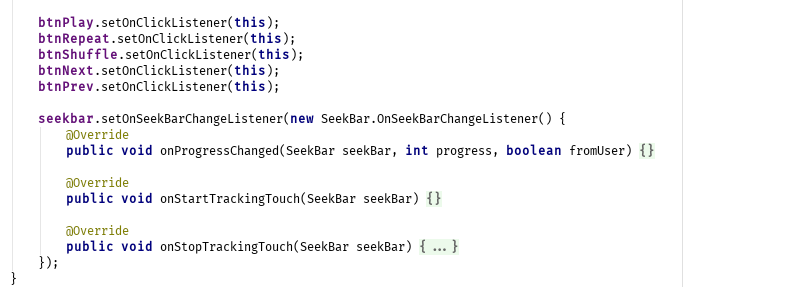 btnPlay.setOnClickListener(this);
btnRepeat.setOnClickListener(this);
btnShuffle.setOnClickListener(this);
btnNext.setOnClickListener(this);
btnPrev.setOnClickListener(this);
seekbar.setOnSeekBarChangeListener(new SeekBar.OnSeekBarChangeListener() {
@Override
public void onProgressChanged(SeekBar seekBar, int progress, boolean fromUser) {}
@Override
public void onStartTrackingTouch(SeekBar seekBar) {}
@Override
public void onStopTrackingTouch(SeekBar seekBar) {...}
});
}